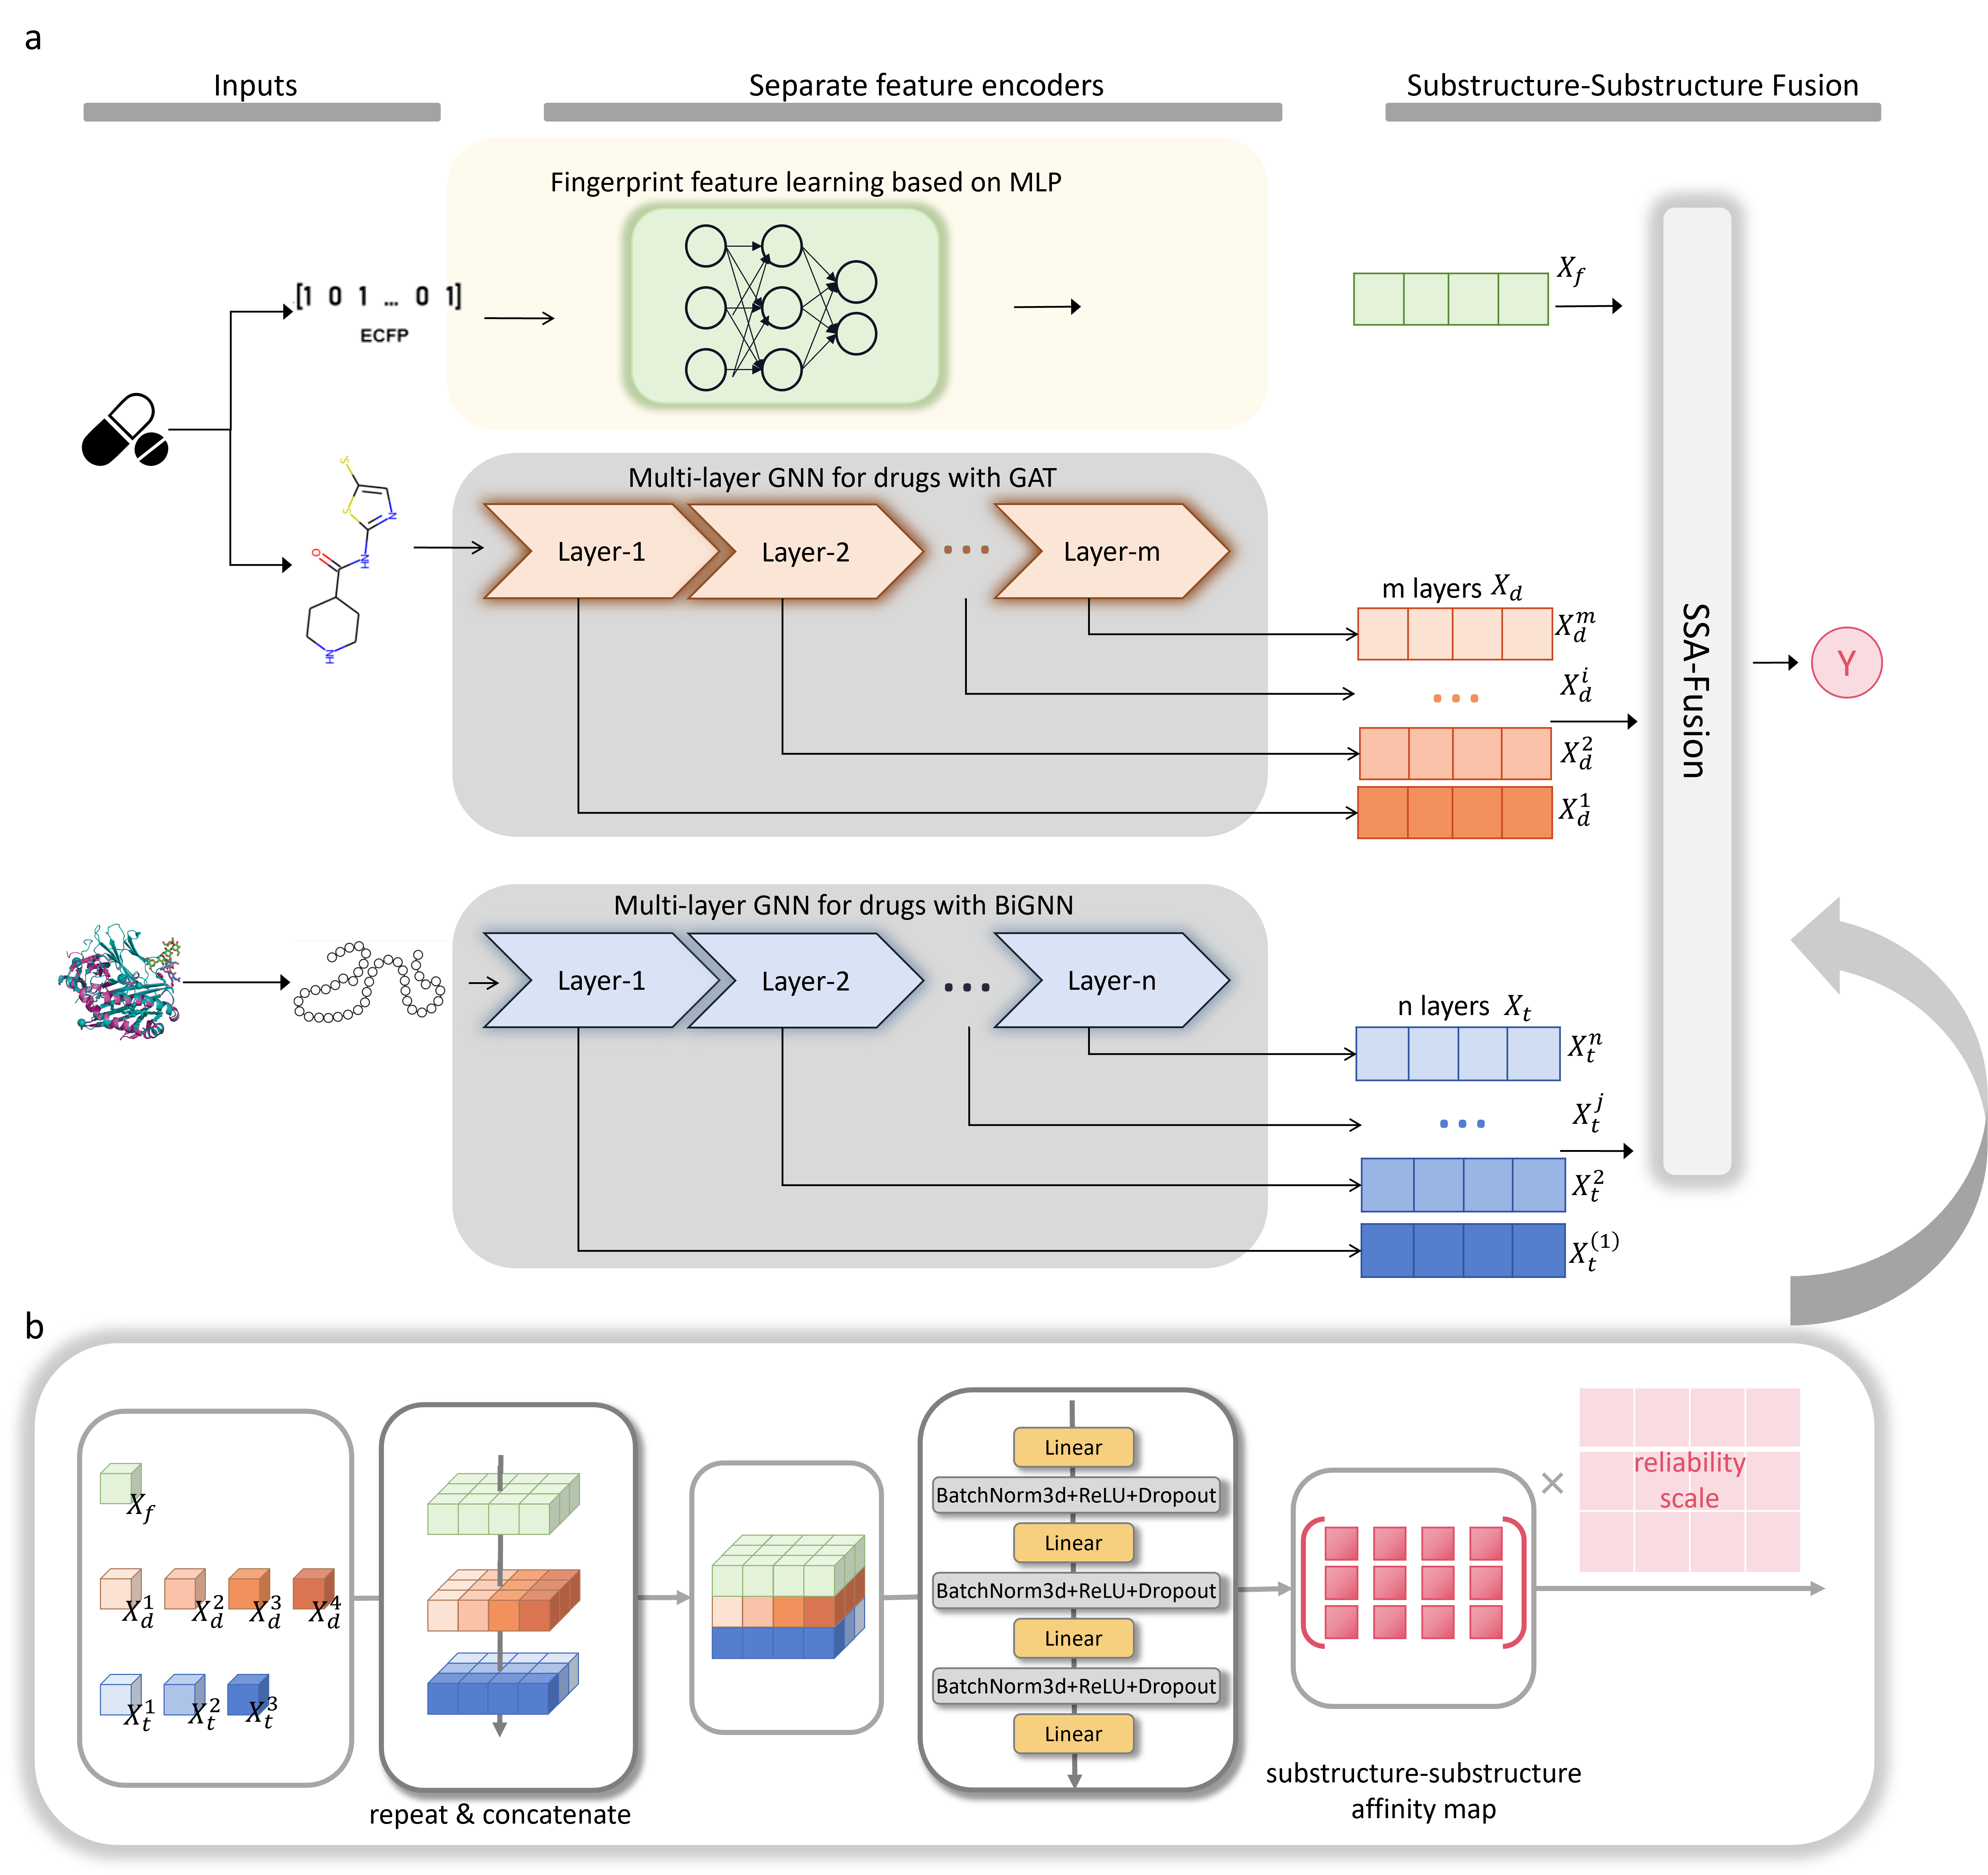 a
Inputs
Separate feature encoders
Substructure-Substructure Fusion
Fingerprint feature learning based on MLP
[1 0 1 ... 0 1]
ECFP
X_f
Multi-layer GNN for drugs with GAT
Layer-1
Layer-2
...
Layer-m
S
S
N
O
NH
NH
m layers X_d
X_d^m
X_d^i
...
X_d^2
X_d^1
SSA-Fusion
Y
Multi-layer GNN for drugs with BiGNN
Layer-1
Layer-2
...
Layer-n
n layers X_t
X_t^n
X_t^j
...
X_t^2
X_t^(1)
b
X_f
X_d^1
X_d^2
X_d^3
X_d^4
X_t^1
X_t^2
X_t^3
repeat & concatenate
Linear
BatchNorm3d+ReLU+Dropout
Linear
BatchNorm3d+ReLU+Dropout
Linear
BatchNorm3d+ReLU+Dropout
Linear
substructure-substructure
affinity map
×
reliability
scale